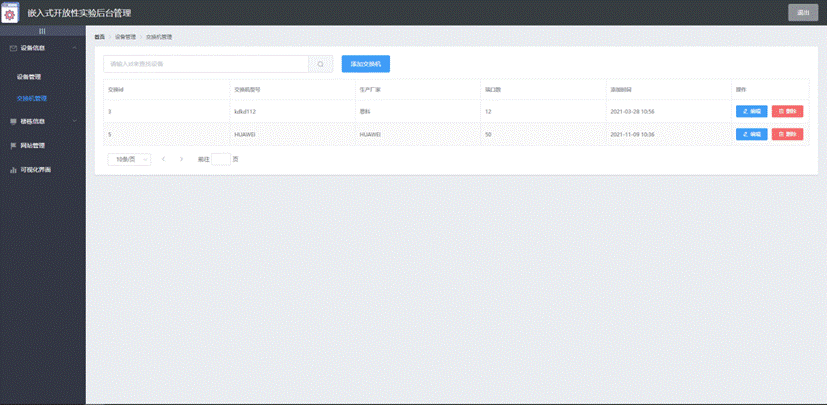 嵌入式开放性实验后台管理
退出
设备信息
设备管理
交换机管理
楼栋信息
网站管理
可视化界面
首页 / 设备管理 / 交换机管理
请输入id来查找设备
添加交换机
交换id 交换机型号 生产厂家 端口数 添加时间 操作
3 kdkd112 思科 12 2021-03-28 10:56 编辑 删除
5 HUAWEI HUAWEI 50 2021-11-09 10:36 编辑 删除
10条/页 前往 页